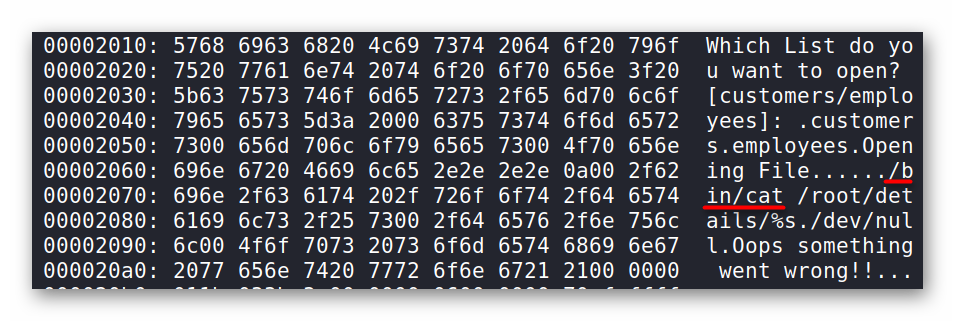 00002010: 5768 6963 6820 4c69 7374 2064 6f20 796f  Which List do yo
00002020: 7520 7761 6e74 2074 6f20 6f70 656e 3f20  u want to open? 
00002030: 5b63 7573 746f 6d65 7273 2f65 6d70 6c6f  [customers/emplo
00002040: 7965 6573 5d3a 2000 6375 7374 6f6d 6572  yees]: .customer
00002050: 7300 656d 706c 6f79 6565 7300 4f70 656e  s.employees.Open
00002060: 696e 6720 4669 6c65 2e2e 2e2e 0a00 2f62  ing File....../b
00002070: 696e 2f63 6174 202f 726f 6f74 2f64 6574  in/cat /root/det
00002080: 6169 6c73 2f25 7300 2f64 6576 2f6e 756c  ails/%s./dev/nul
00002090: 6c00 4f6f 7073 2073 6f6d 6574 6869 6e67  l.Oops something
000020a0: 2077 656e 7420 7772 6f6e 6721 2100 0000   went wrong!!...